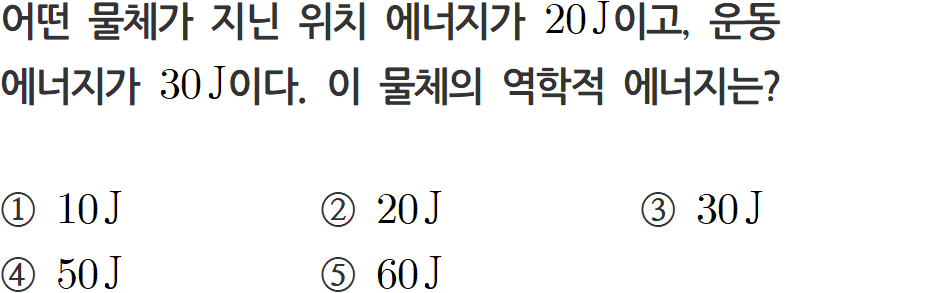 어떤 물체가 지닌 위치 에너지가 20 J이고, 운동
에너지가 30 J이다. 이 물체의 역학적 에너지는?
① 10 J ② 20 J ③ 30 J
④ 50 J ⑤ 60 J